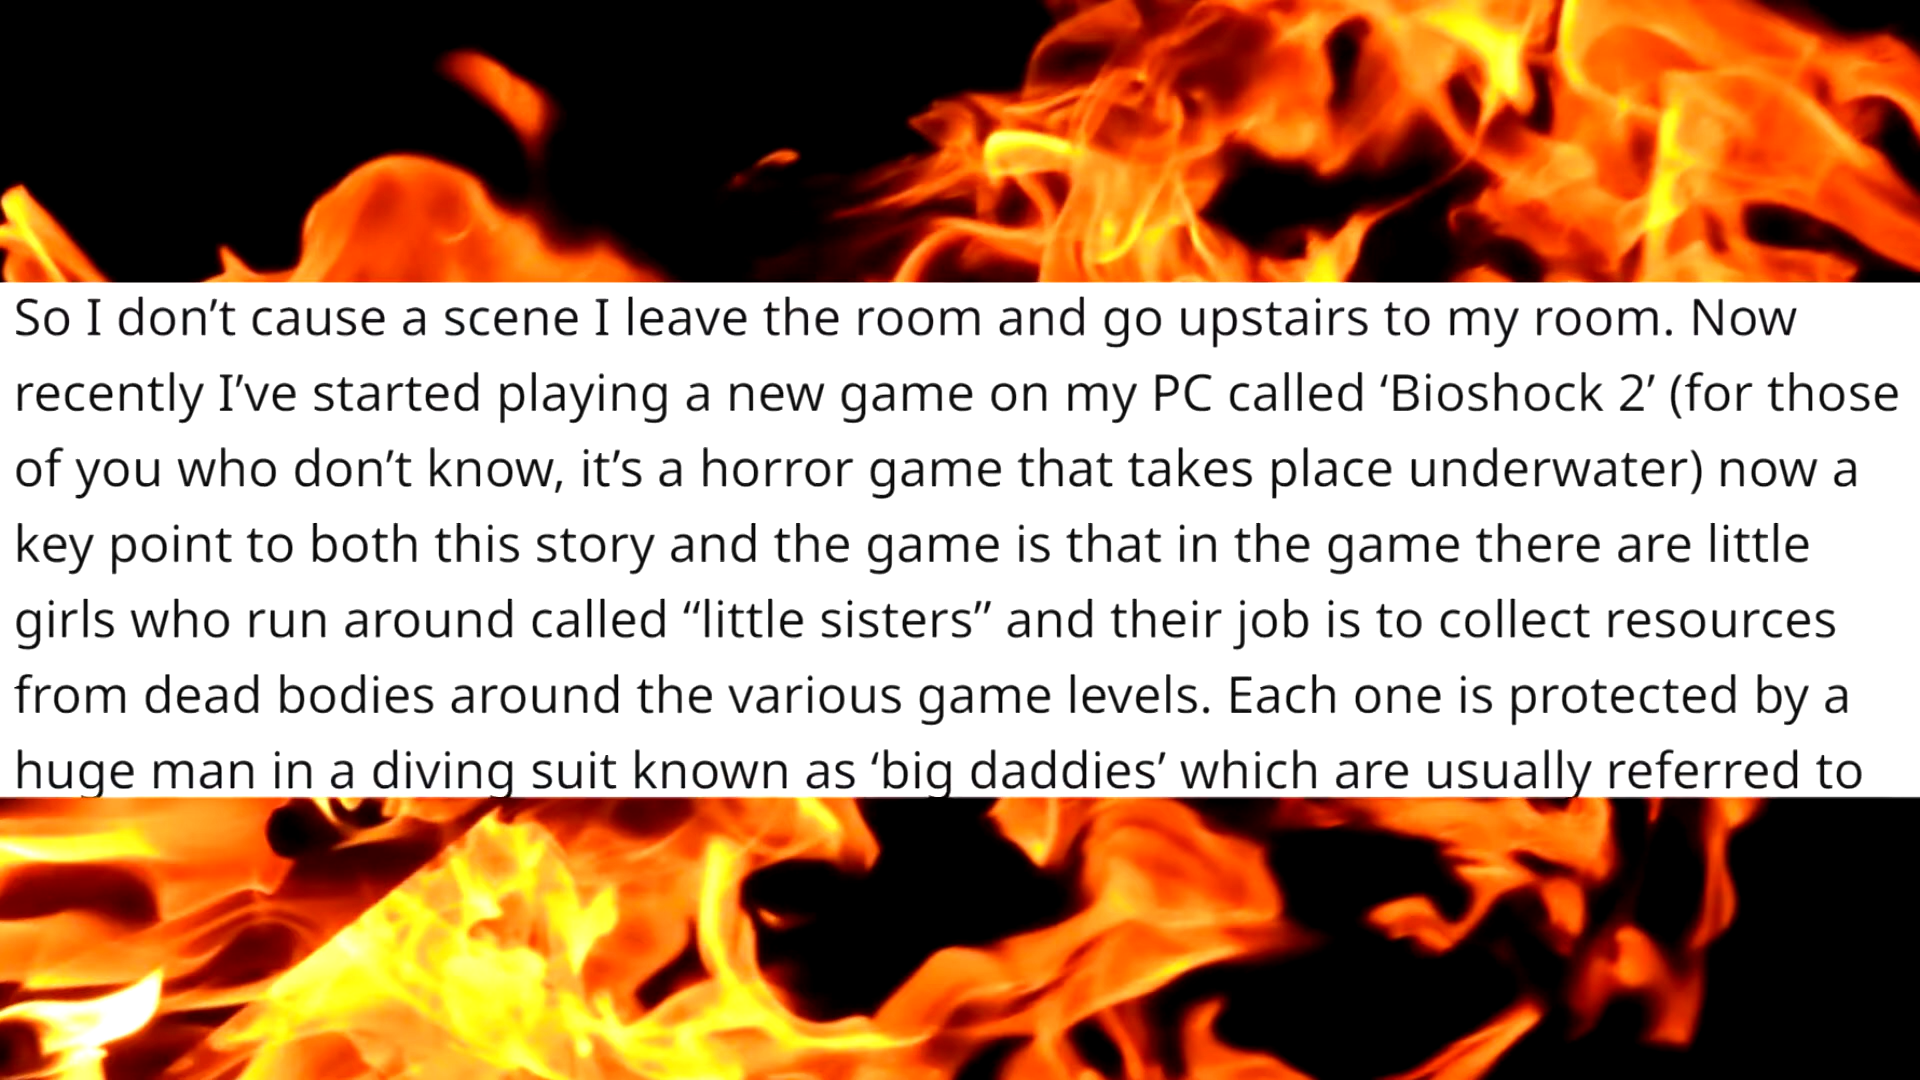 So I don’t cause a scene I leave the room and go upstairs to my room. Now
recently I’ve started playing a new game on my PC called ‘Bioshock 2’ (for those
of you who don’t know, it’s a horror game that takes place underwater) now a
key point to both this story and the game is that in the game there are little
girls who run around called “little sisters” and their job is to collect resources
from dead bodies around the various game levels. Each one is protected by a
huge man in a diving suit known as ‘big daddies’ which are usually referred to